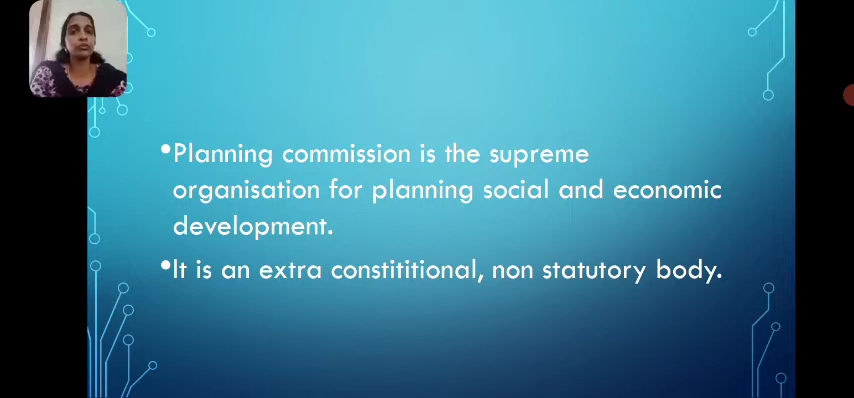 •Planning commission is the supreme
organisation for planning social and economic
development.
•It is an extra constititional, non statutory body.